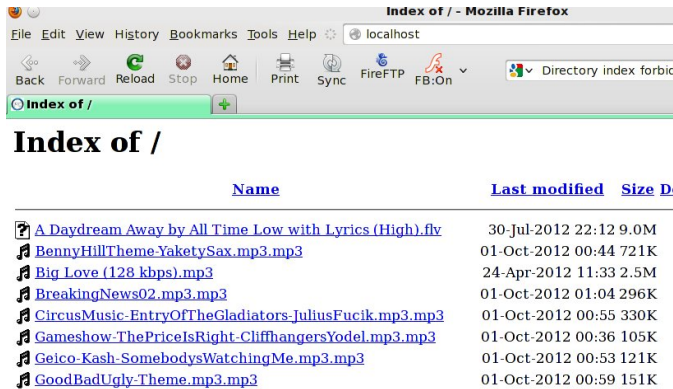 Index of / - Mozilla Firefox
File Edit View History Bookmarks Tools Help localhost
Back Forward Reload Stop Home Print Sync FireFTP FB:On Directory index forbid
Index of /
Index of /
Name Last modified Size De
A Daydream Away by All Time Low with Lyrics (High).flv 30-Jul-2012 22:12 9.0M
BennyHillTheme-YaketySax.mp3.mp3 01-Oct-2012 00:44 721K
Big Love (128 kbps).mp3 24-Apr-2012 11:33 2.5M
BreakingNews02.mp3.mp3 01-Oct-2012 01:04 296K
CircusMusic-EntryOfTheGladiators-JuliusFucik.mp3.mp3 01-Oct-2012 00:55 330K
Gameshow-ThePriceIsRight-CliffhangersYodel.mp3.mp3 01-Oct-2012 00:36 105K
Geico-Kash-SomebodysWatchingMe.mp3.mp3 01-Oct-2012 00:53 121K
GoodBadUgly-Theme.mp3.mp3 01-Oct-2012 00:59 151K